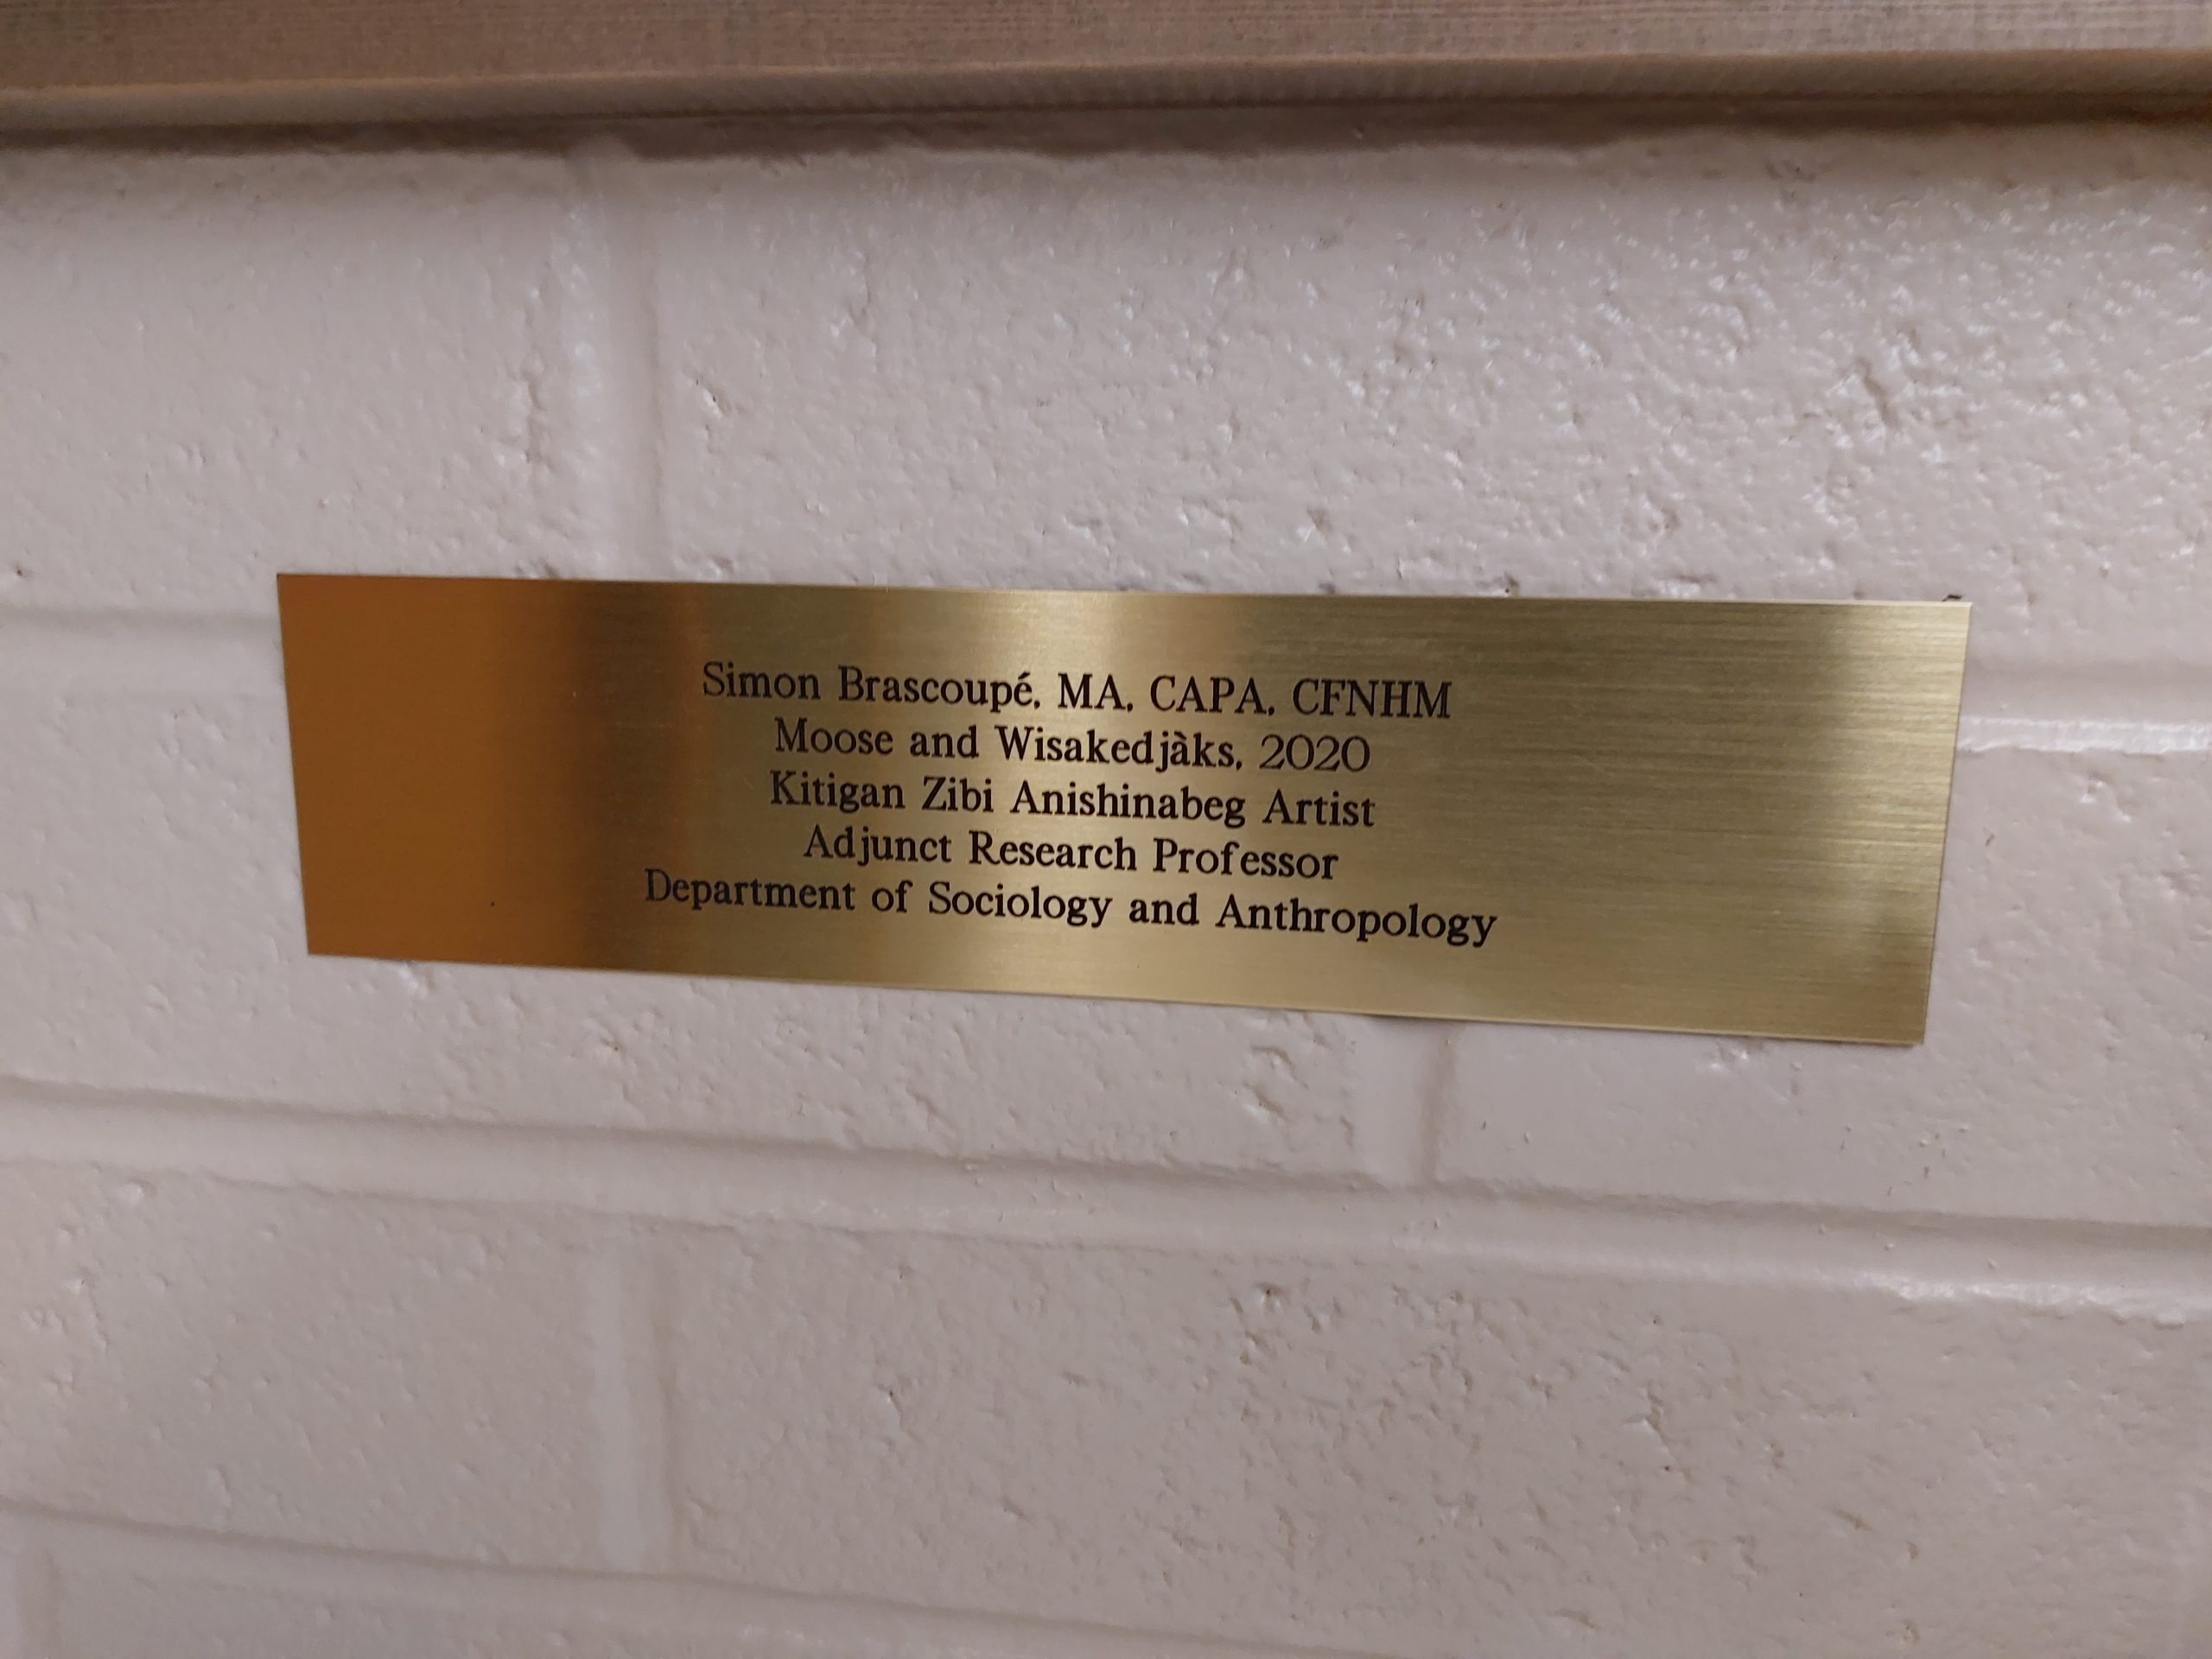 Simon Brascoupé, MA, CAPA, CFNHM
Moose and Wisakedjàks, 2020
Kitigan Zibi Anishinabeg Artist
Adjunct Research Professor
Department of Sociology and Anthropology